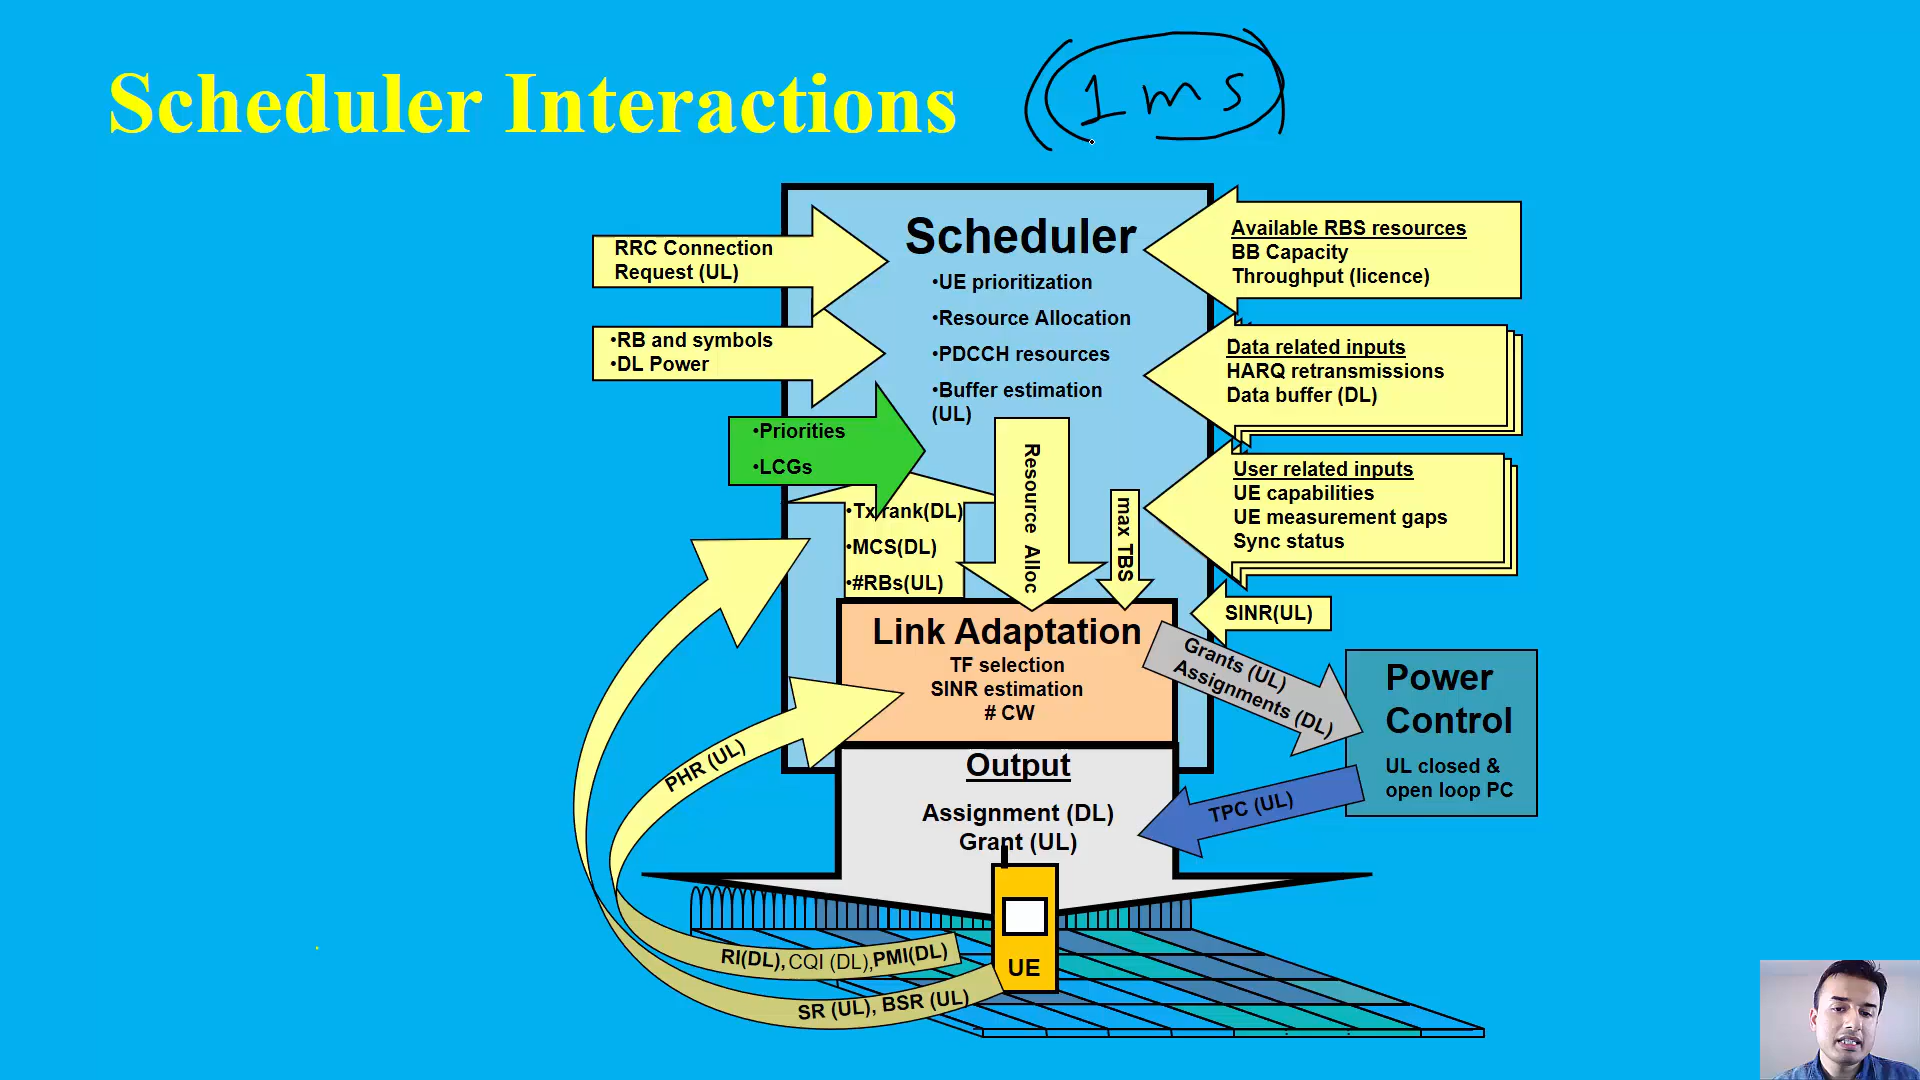 Scheduler Interactions
1 ms
Scheduler
•UE prioritization
•Resource Allocation
•PDCCH resources
•Buffer estimation
(UL)
RRC Connection
Request (UL)
•RB and symbols
•DL Power
•Priorities
•LCGs
•Tx rank(DL)
•MCS(DL)
•#RBs(UL)
Resource Alloc
max TBS
Available RBS resources
BB Capacity
Throughput (licence)
Data related inputs
HARQ retransmissions
Data buffer (DL)
User related inputs
UE capabilities
UE measurement gaps
Sync status
SINR(UL)
Link Adaptation
TF selection
SINR estimation
# CW
Grants (UL)
Assignments (DL)
Power
Control
UL closed &
open loop PC
TPC (UL)
PHR (UL)
Output
Assignment (DL)
Grant (UL)
UE
RI(DL),CQI (DL),PMI(DL)
SR (UL), BSR (UL)